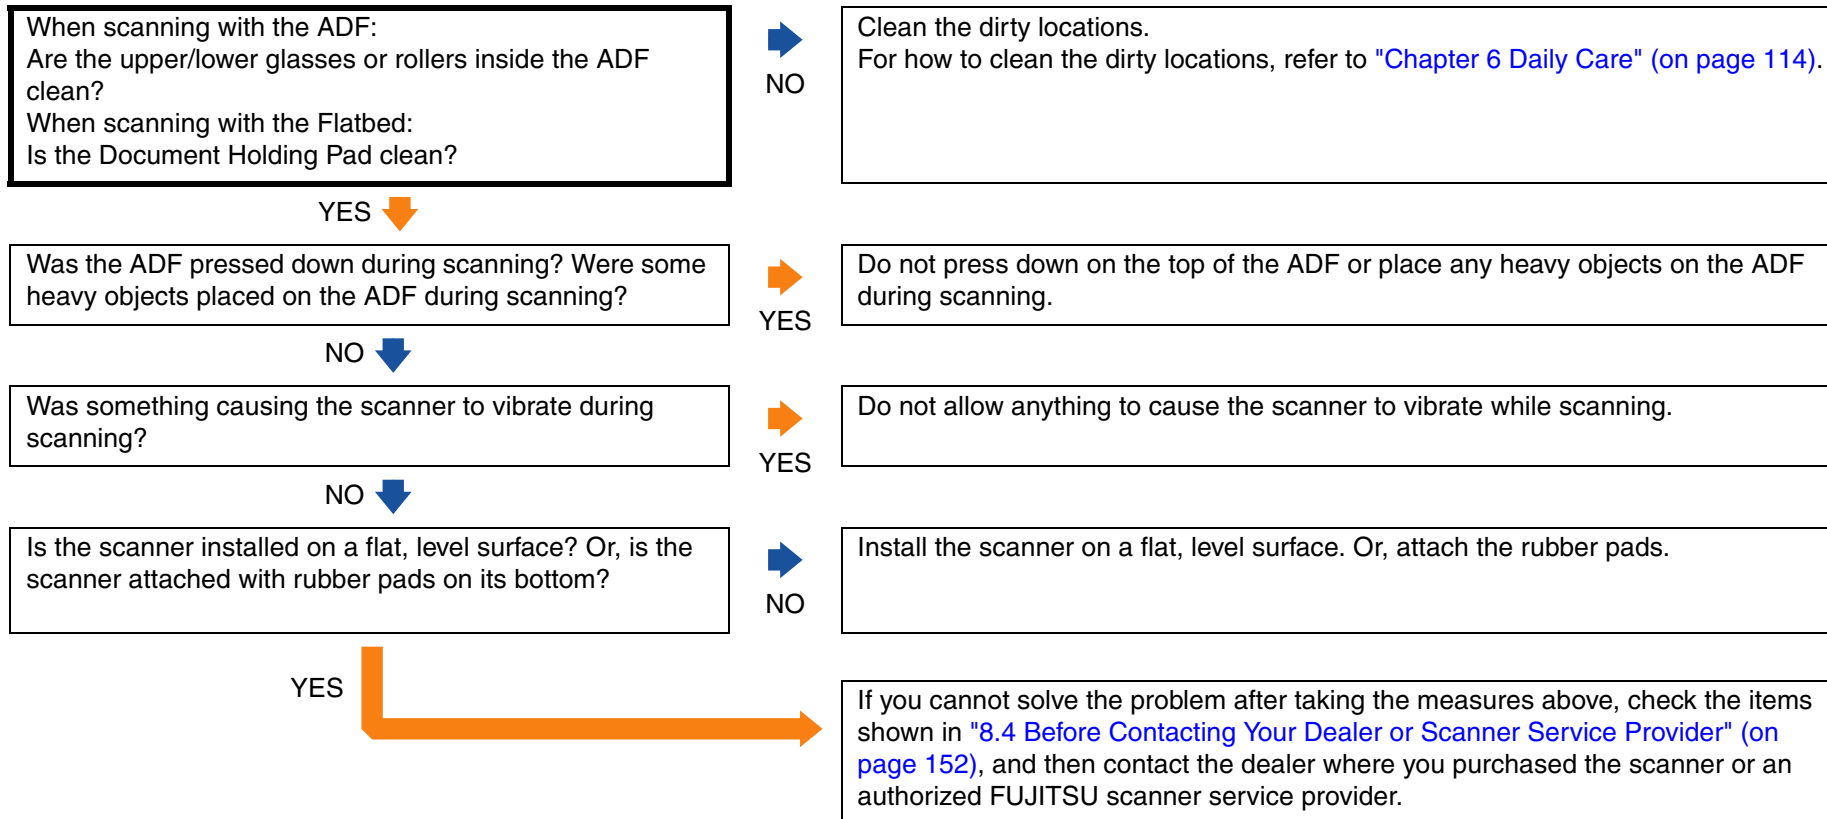 When scanning with the ADF:
Are the upper/lower glasses or rollers inside the ADF
clean?
When scanning with the Flatbed:
Is the Document Holding Pad clean?
NO
Clean the dirty locations.
For how to clean the dirty locations, refer to "Chapter 6 Daily Care" (on page 114).
YES
Was the ADF pressed down during scanning? Were some
heavy objects placed on the ADF during scanning?
YES
Do not press down on the top of the ADF or place any heavy objects on the ADF
during scanning.
NO
Was something causing the scanner to vibrate during
scanning?
YES
Do not allow anything to cause the scanner to vibrate while scanning.
NO
Is the scanner installed on a flat, level surface? Or, is the
scanner attached with rubber pads on its bottom?
NO
Install the scanner on a flat, level surface. Or, attach the rubber pads.
YES
If you cannot solve the problem after taking the measures above, check the items
shown in "8.4 Before Contacting Your Dealer or Scanner Service Provider" (on
page 152), and then contact the dealer where you purchased the scanner or an
authorized FUJITSU scanner service provider.